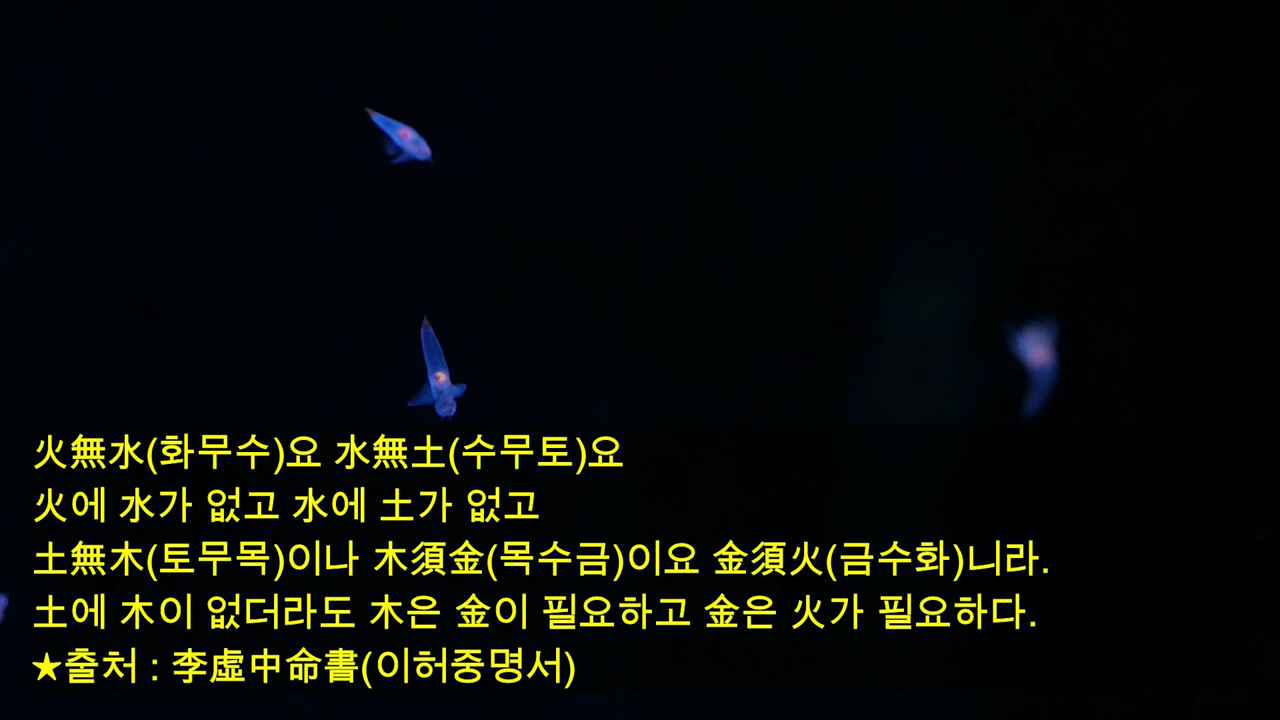 火無水(화무수)요 水無土(수무토)요
火에 水가 없고 水에 土가 없고
土無木(토무목)이나 木須金(목수금)이요 金須火(금수화)니라.
土에 木이 없더라도 木은 金이 필요하고 金은 火가 필요하다.
★출처 : 李虛中命書(이허중명서)